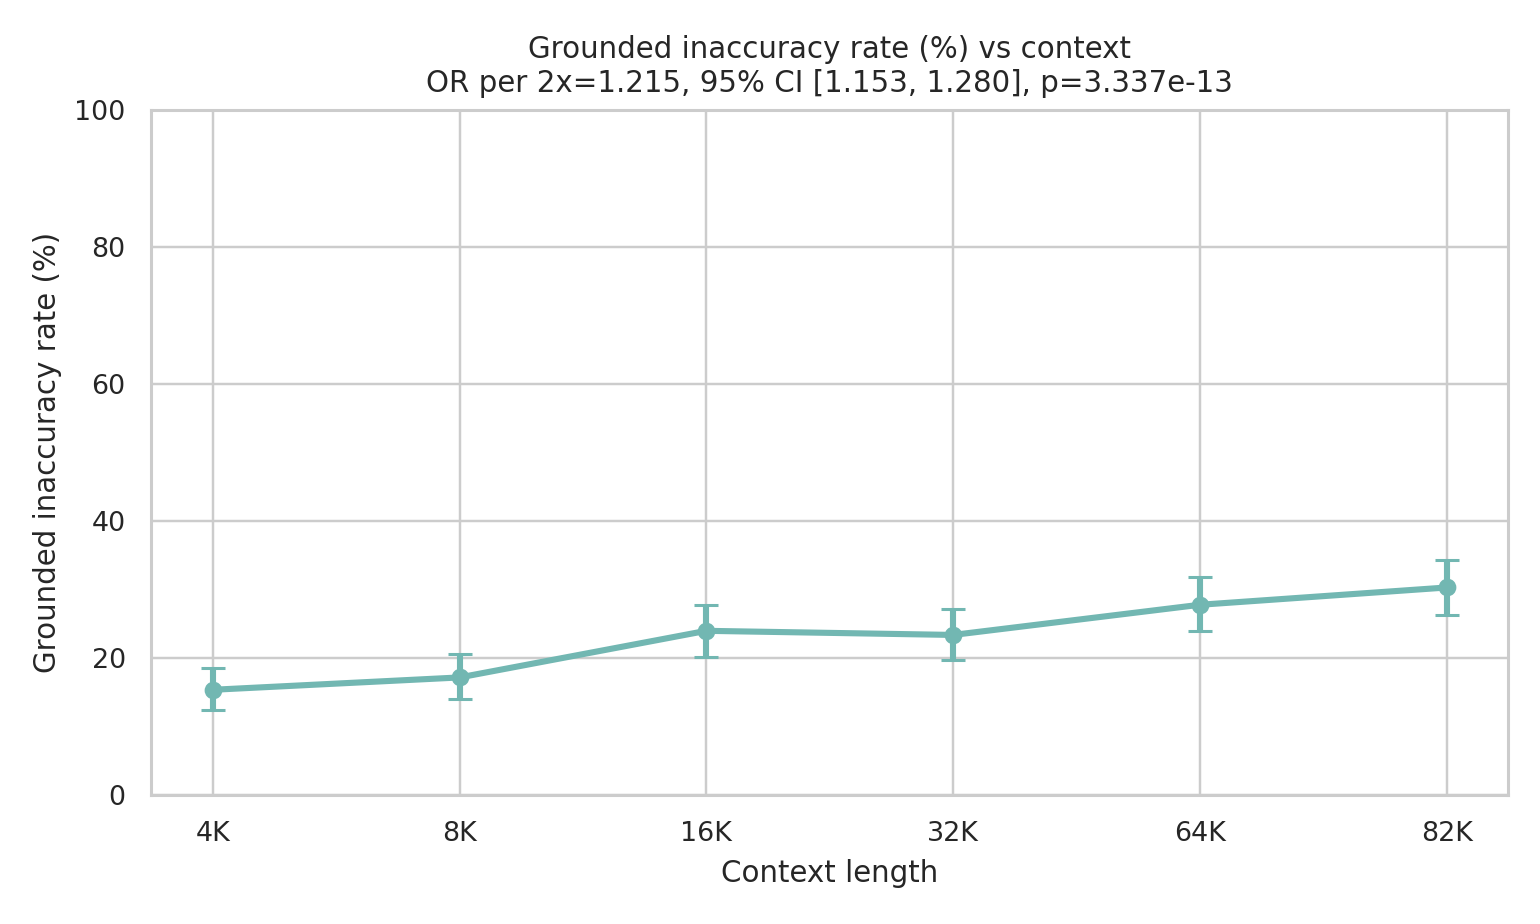 Grounded inaccuracy rate (%) vs context
OR per 2x=1.215, 95% CI [1.153, 1.280], p=3.337e-13
Grounded inaccuracy rate (%)
100
80
60
40
20
0
4K 8K 16K 32K 64K 82K
Context length